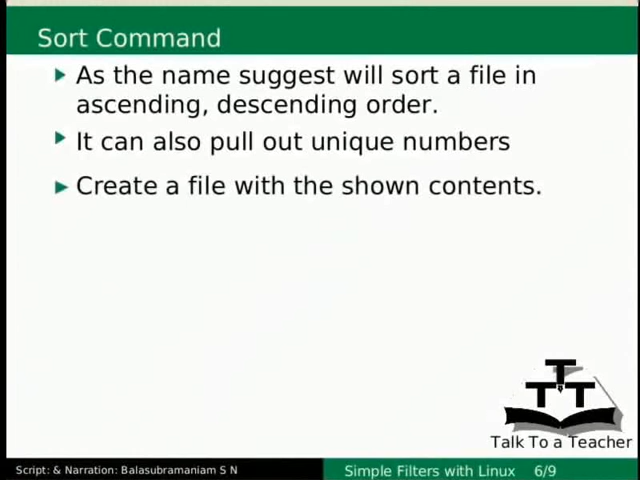 Sort Command
As the name suggest will sort a file in
ascending, descending order.
It can also pull out unique numbers
Create a file with the shown contents.
T T T
Talk To a Teacher
Script: & Narration: Balasubramaniam S N
Simple Filters with Linux 6/9